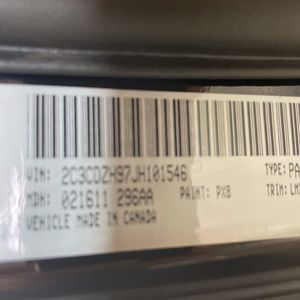 VIN: 2C3CDZH97JH101546 TYPE: PA
MDH: 021611 296AA PAINT: PX8 TRIM: LM
VEHICLE MADE IN CANADA